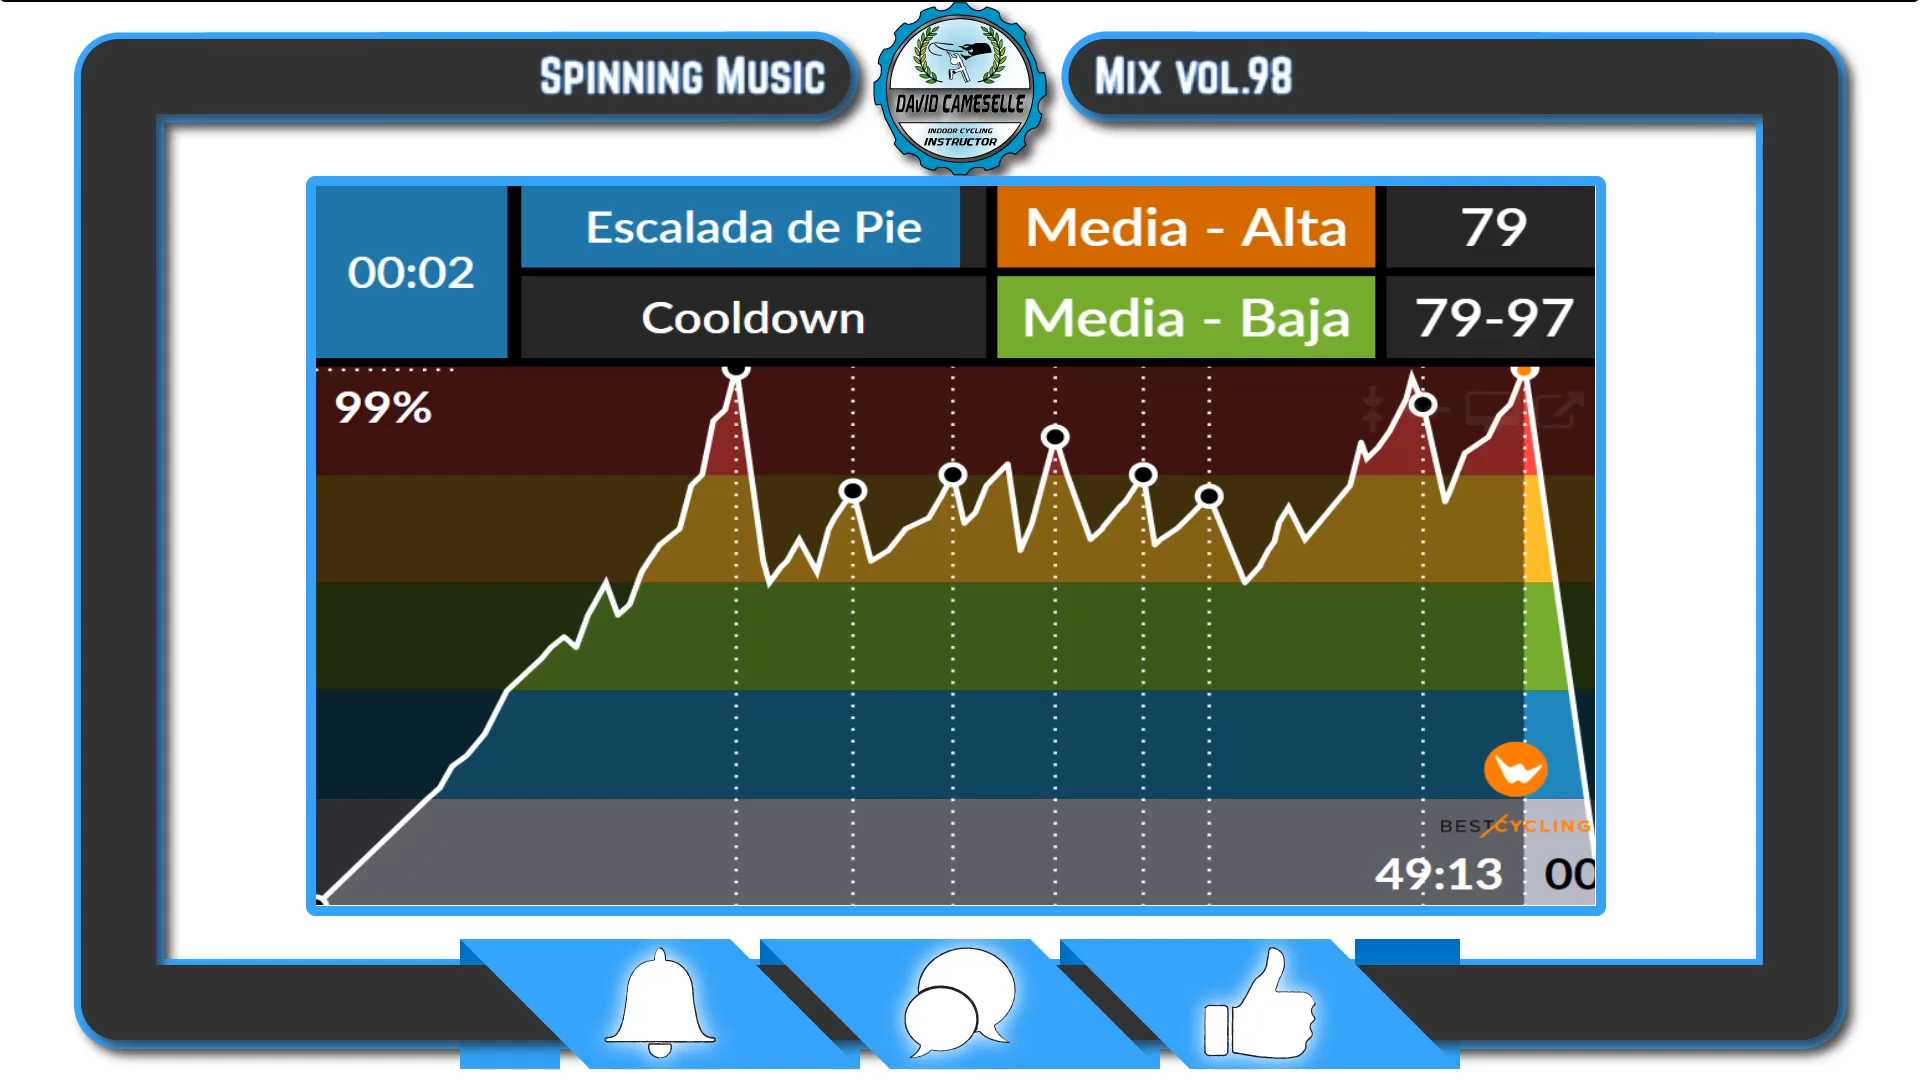 SPINNING MUSIC
MIX VOL.98
DAVID CAMESELLE
INDOOR CYCLING
INSTRUCTOR
00:02
Escalada de Pie
Media - Alta
79
Cooldown
Media - Baja
79-97
99%
BESTCYCLING
49:13
00